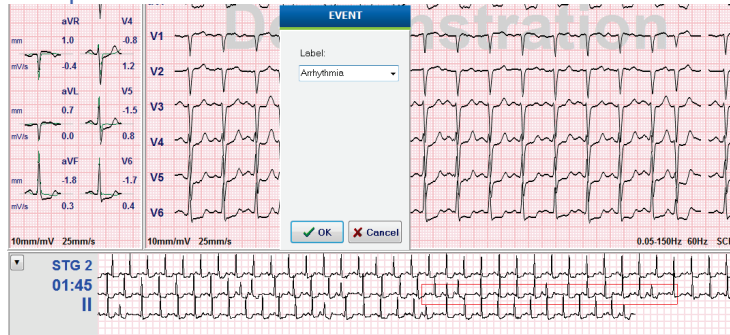 EVENT
Demonstration
aVR V4
mm 1.0 -0.8
mV/s -0.4 1.2
aVL V5
mm 0.7 -1.5
mV/s 0.0 0.8
aVF V6
mm -1.8 -1.7
mV/s 0.3 0.4
10mm/mV 25mm/s
V1
V2
V3
V4
V5
V6
10mm/mV 25mm/s
0.05-150Hz 60Hz
Label:
Arrhythmia
OK Cancel
STG 2
01:45
II